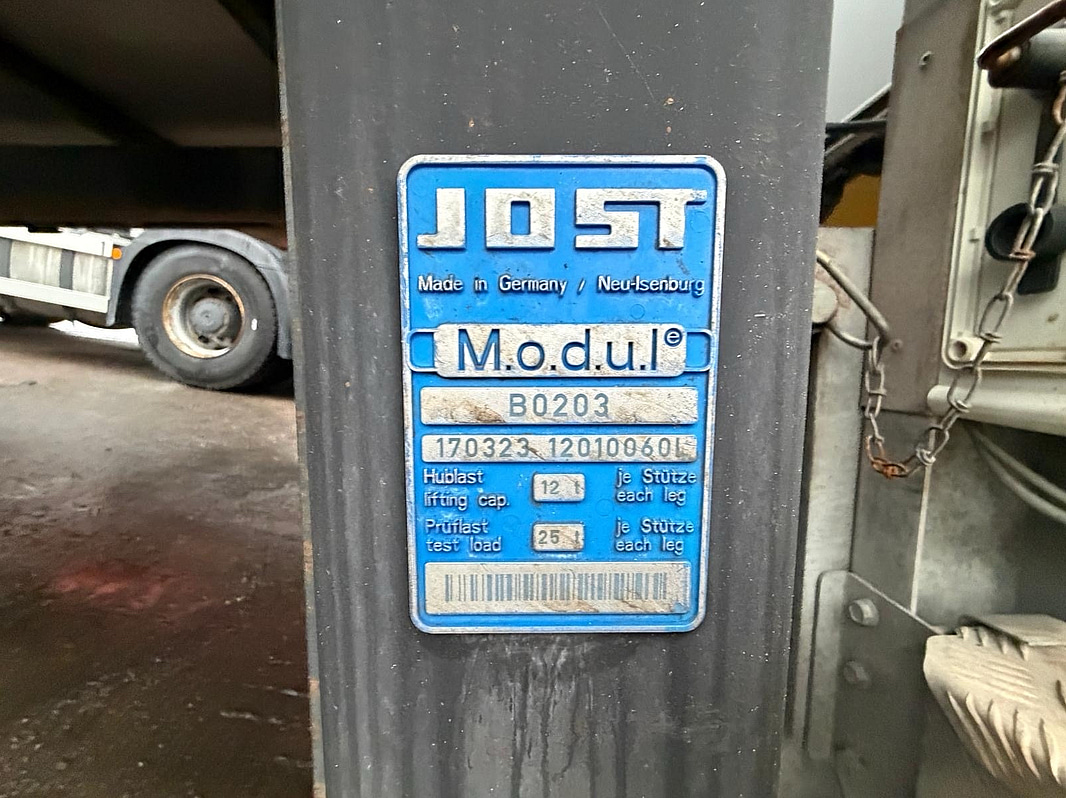 JOST
Made in Germany / Neu-Isenburg
M.o.d.u.l e
B0203
170323 12010060L
Hublast 12 t je Stütze
lifting cap. each leg
Prüflast 25 t je Stütze
test load each leg